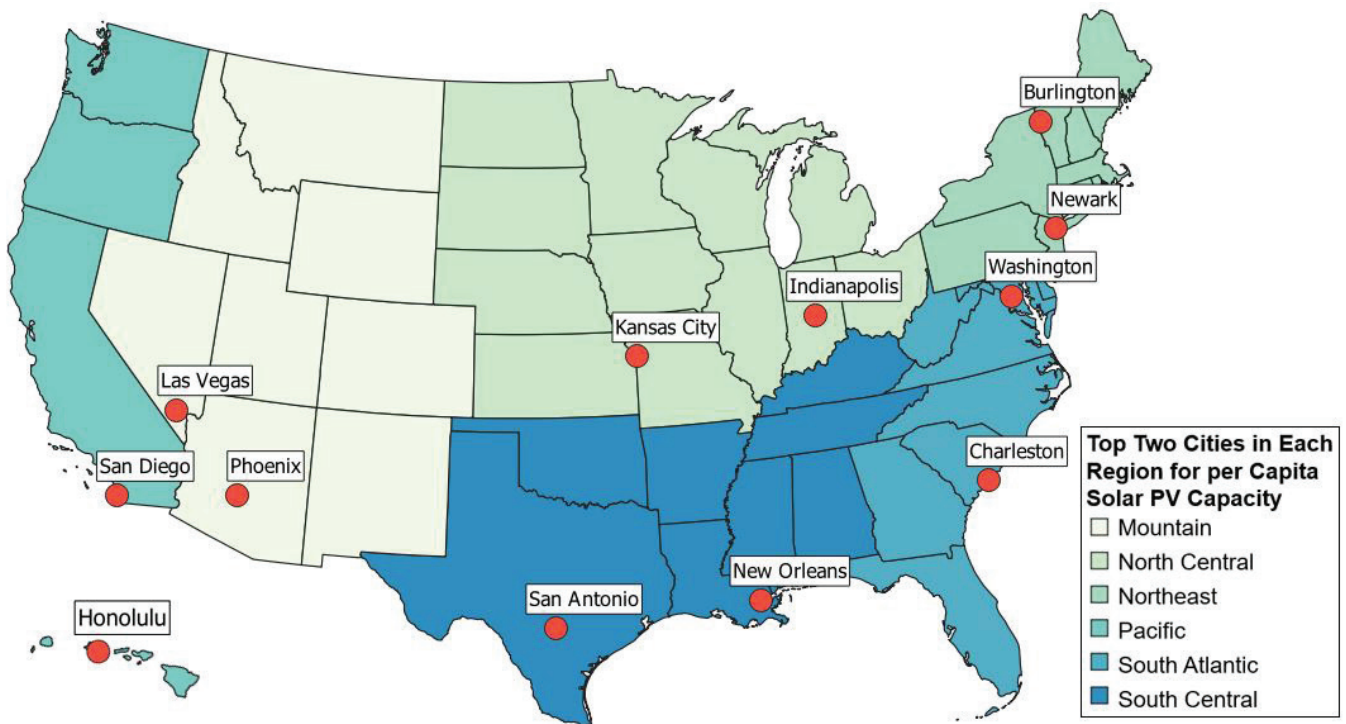 Burlington
Newark
Washington
Indianapolis
Kansas City
Las Vegas
San Diego
Phoenix
Charleston
New Orleans
San Antonio
Honolulu
Top Two Cities in Each
Region for per Capita
Solar PV Capacity
Mountain
North Central
Northeast
Pacific
South Atlantic
South Central